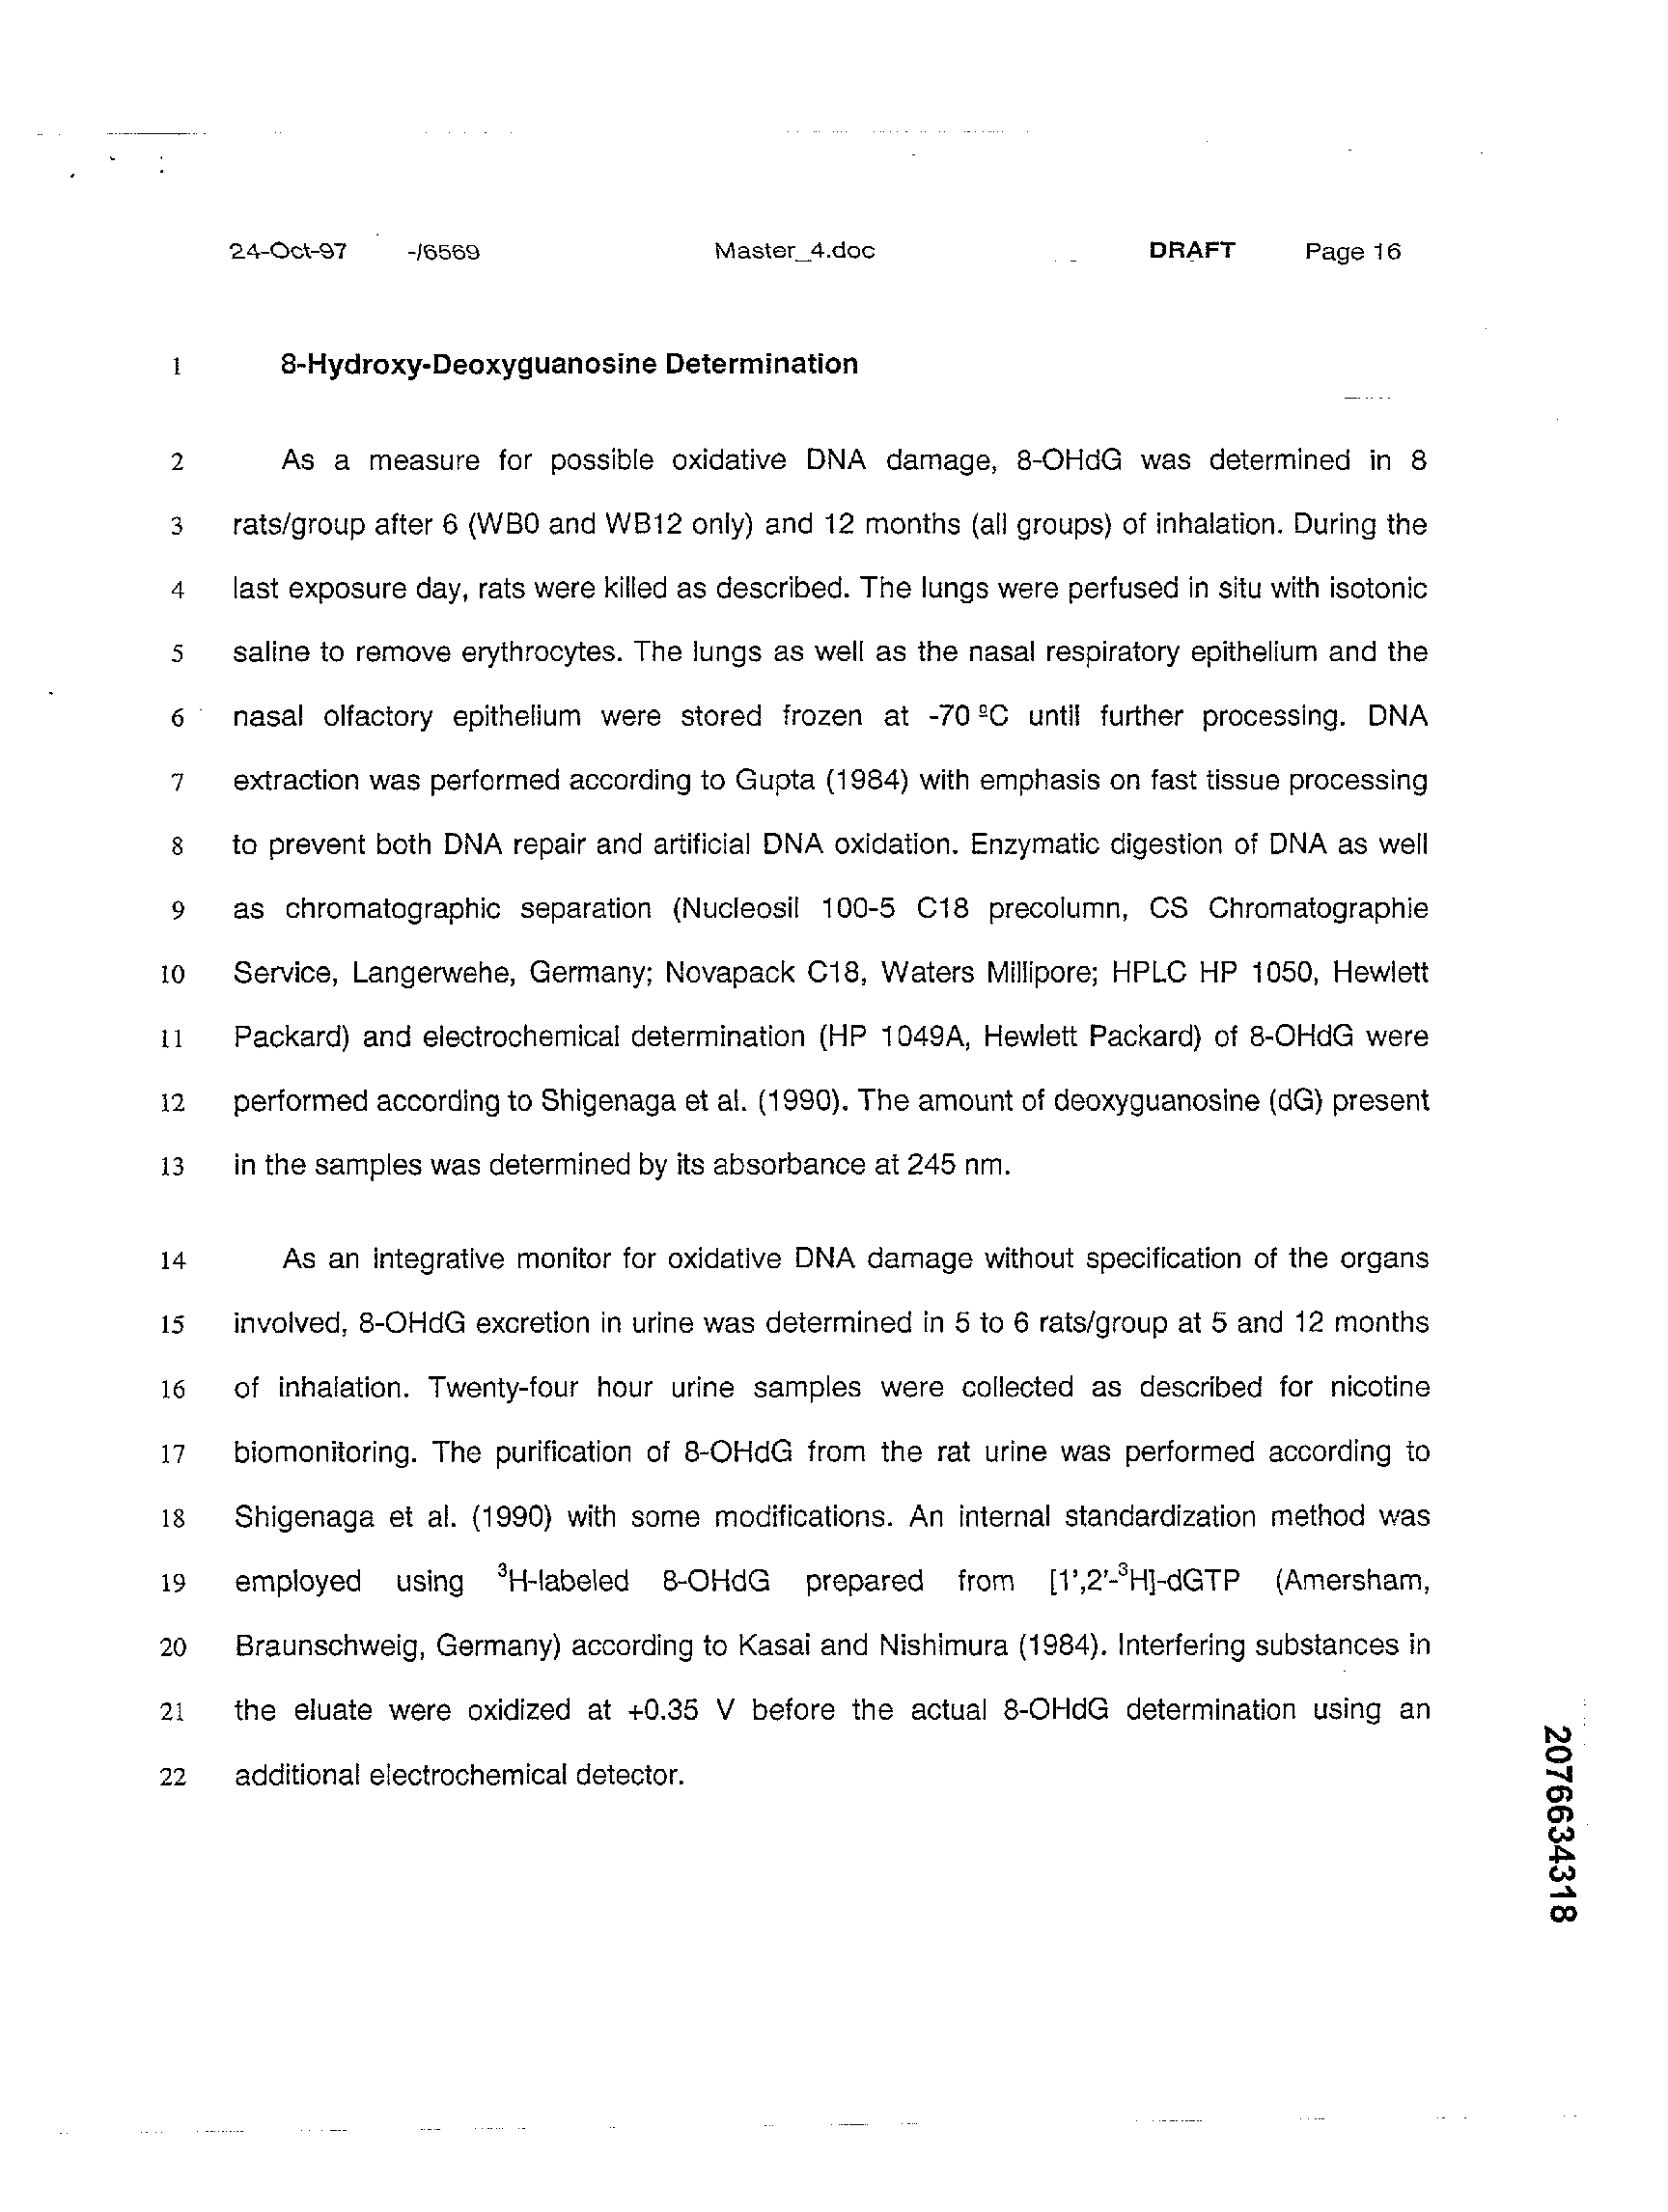 24-Oct-97 -/6569 Master_4.doc DRAFT Page 16
1 8-Hydroxy-Deoxyguanosine Determination
2 As a measure for possible oxidative DNA damage, 8-OHdG was determined in 8
3 rats/group after 6 (WB0 and WB12 only) and 12 months (all groups) of inhalation. During the
4 last exposure day, rats were killed as described. The lungs were perfused in situ with isotonic
5 saline to remove erythrocytes. The lungs as well as the nasal respiratory epithelium and the
6 nasal olfactory epithelium were stored frozen at -70 ºC until further processing. DNA
7 extraction was performed according to Gupta (1984) with emphasis on fast tissue processing
8 to prevent both DNA repair and artificial DNA oxidation. Enzymatic digestion of DNA as well
9 as chromatographic separation (Nucleosil 100-5 C18 precolumn, CS Chromatographie
10 Service, Langerwehe, Germany; Novapack C18, Waters Millipore; HPLC HP 1050, Hewlett
11 Packard) and electrochemical determination (HP 1049A, Hewlett Packard) of 8-OHdG were
12 performed according to Shigenaga et al. (1990). The amount of deoxyguanosine (dG) present
13 in the samples was determined by its absorbance at 245 nm.
14 As an integrative monitor for oxidative DNA damage without specification of the organs
15 involved, 8-OHdG excretion in urine was determined in 5 to 6 rats/group at 5 and 12 months
16 of inhalation. Twenty-four hour urine samples were collected as described for nicotine
17 biomonitoring. The purification of 8-OHdG from the rat urine was performed according to
18 Shigenaga et al. (1990) with some modifications. An internal standardization method was
19 employed using ³H-labeled 8-OHdG prepared from [1',2'-³H]-dGTP (Amersham,
20 Braunschweig, Germany) according to Kasai and Nishimura (1984). Interfering substances in
21 the eluate were oxidized at +0.35 V before the actual 8-OHdG determination using an
22 additional electrochemical detector.
2076634318